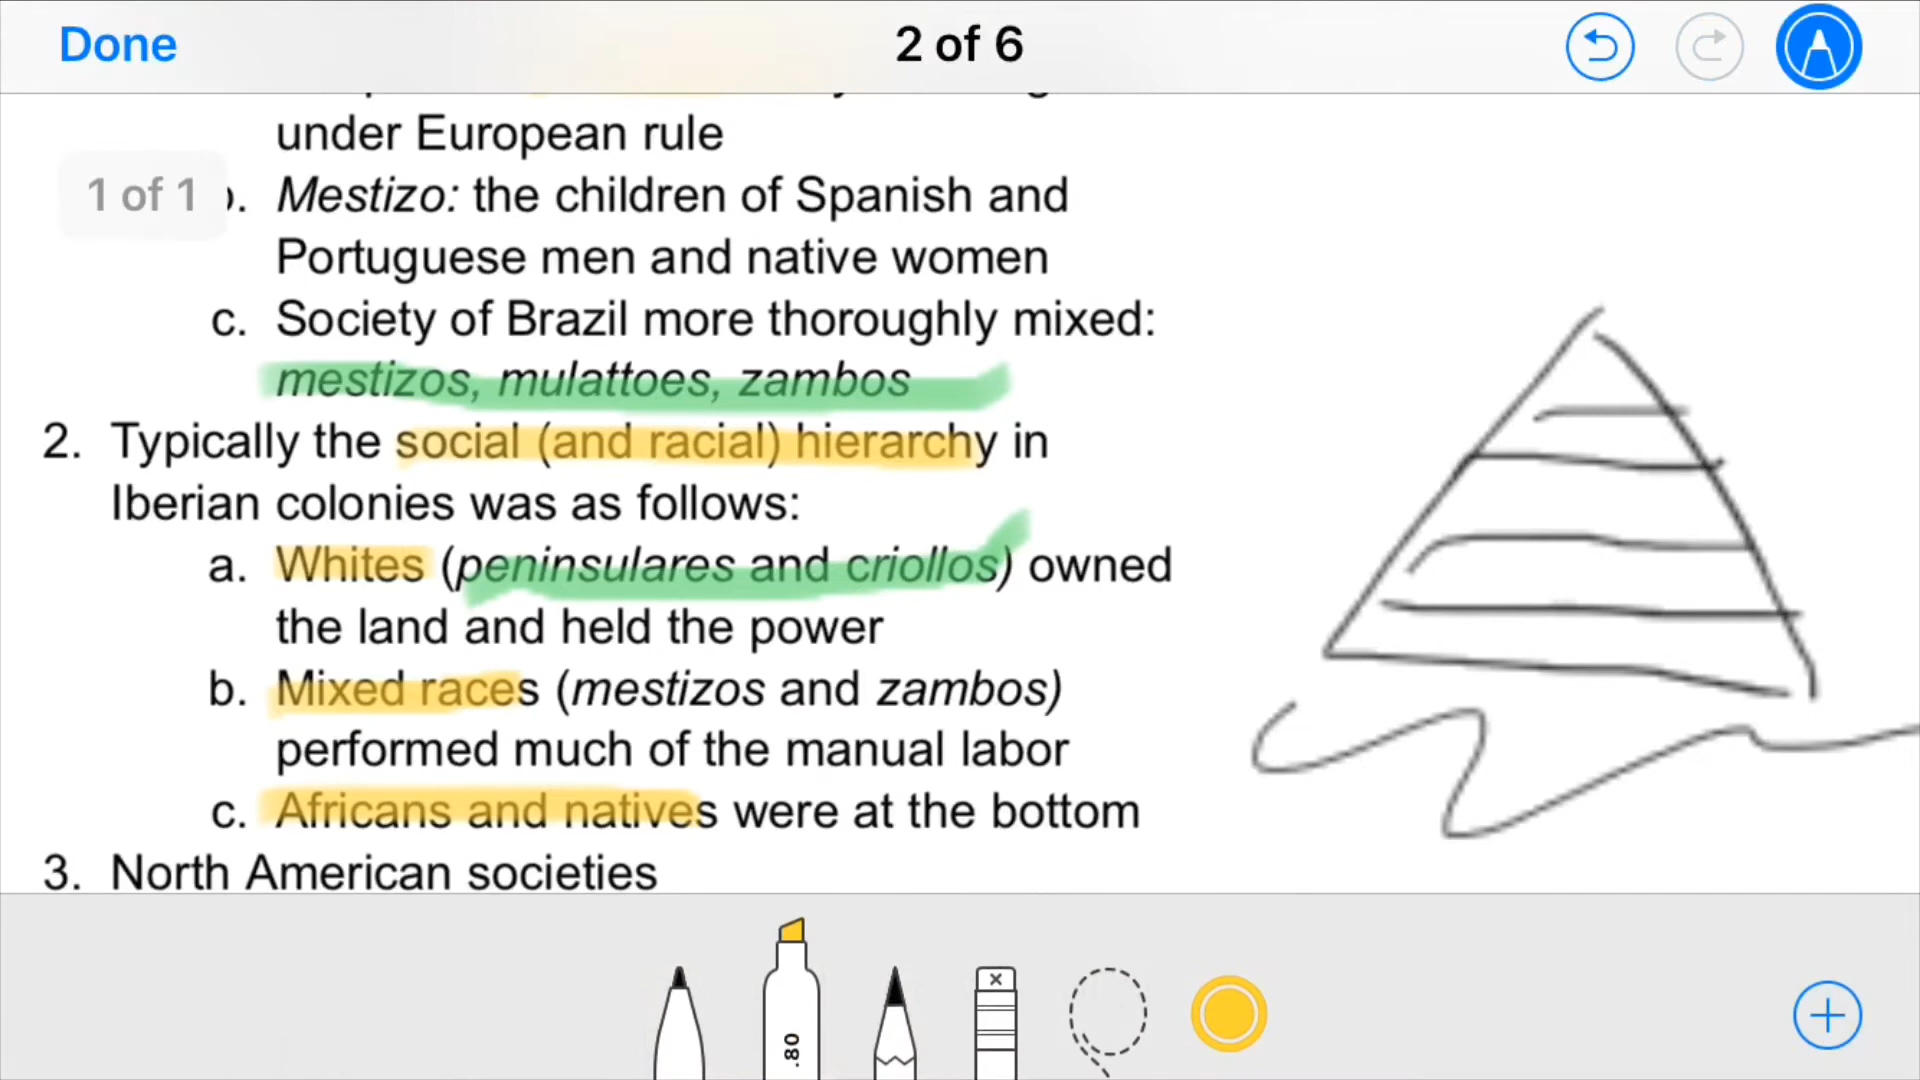 Done
2 of 6
under European rule
1 of 1
Mestizo: the children of Spanish and
Portuguese men and native women
c. Society of Brazil more thoroughly mixed:
mestizos, mulattoes, zambos
2. Typically the social (and racial) hierarchy in
Iberian colonies was as follows:
a. Whites (peninsulares and criollos) owned
the land and held the power
b. Mixed races (mestizos and zambos)
performed much of the manual labor
c. Africans and natives were at the bottom
3. North American societies
.80